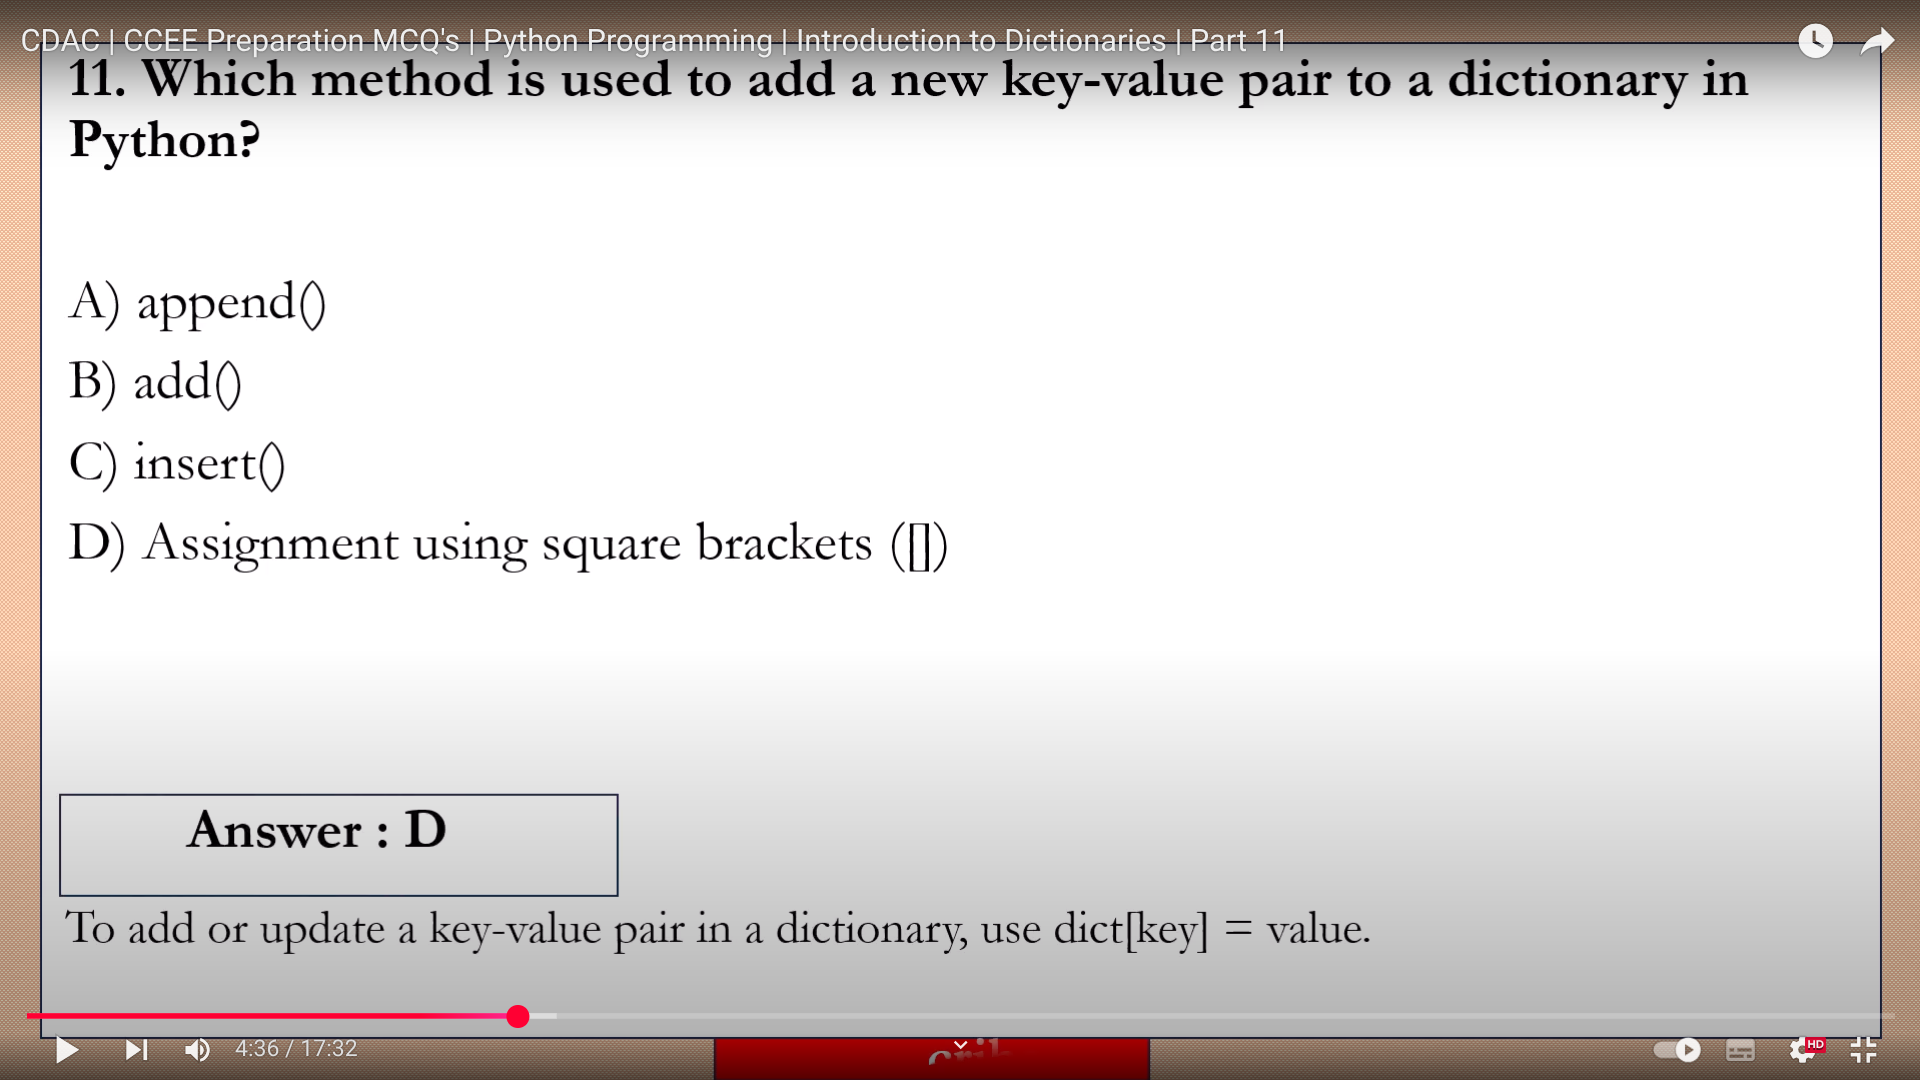 CDAC | CCEE Preparation MCQ's | Python Programming | Introduction to Dictionaries | Part 11
11. Which method is used to add a new key-value pair to a dictionary in
Python?
A) append()
B) add()
C) insert()
D) Assignment using square brackets ([])
Answer : D
To add or update a key-value pair in a dictionary, use dict[key] = value.
4:36 / 17:32
HD